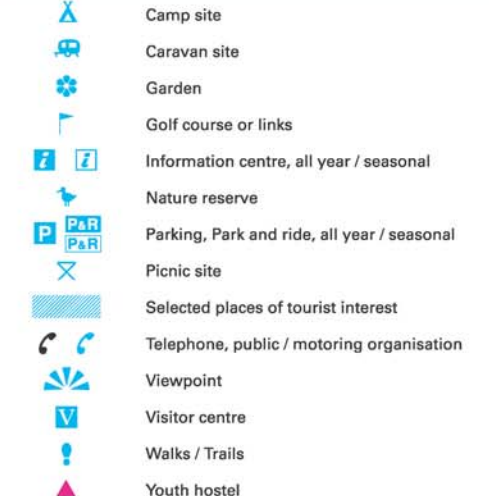 Camp site
Caravan site
Garden
Golf course or links
i i Information centre, all year / seasonal
Nature reserve
P P&R P&R Parking, Park and ride, all year / seasonal
Picnic site
Selected places of tourist interest
Telephone, public / motoring organisation
Viewpoint
V Visitor centre
Walks / Trails
Youth hostel